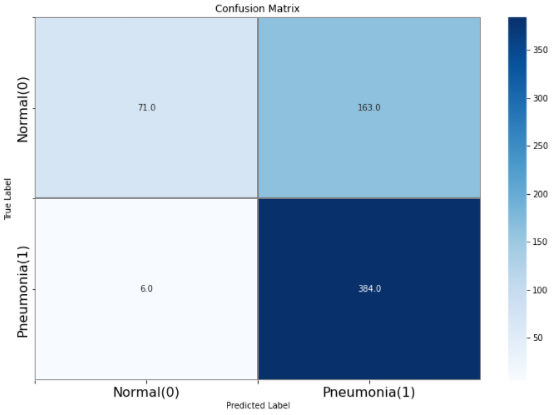 Confusion Matrix
Normal(0)
71.0
163.0
True Label
Pneumonia(1)
6.0
384.0
Normal(0)
Pneumonia(1)
Predicted Label
350
300
250
200
150
100
50